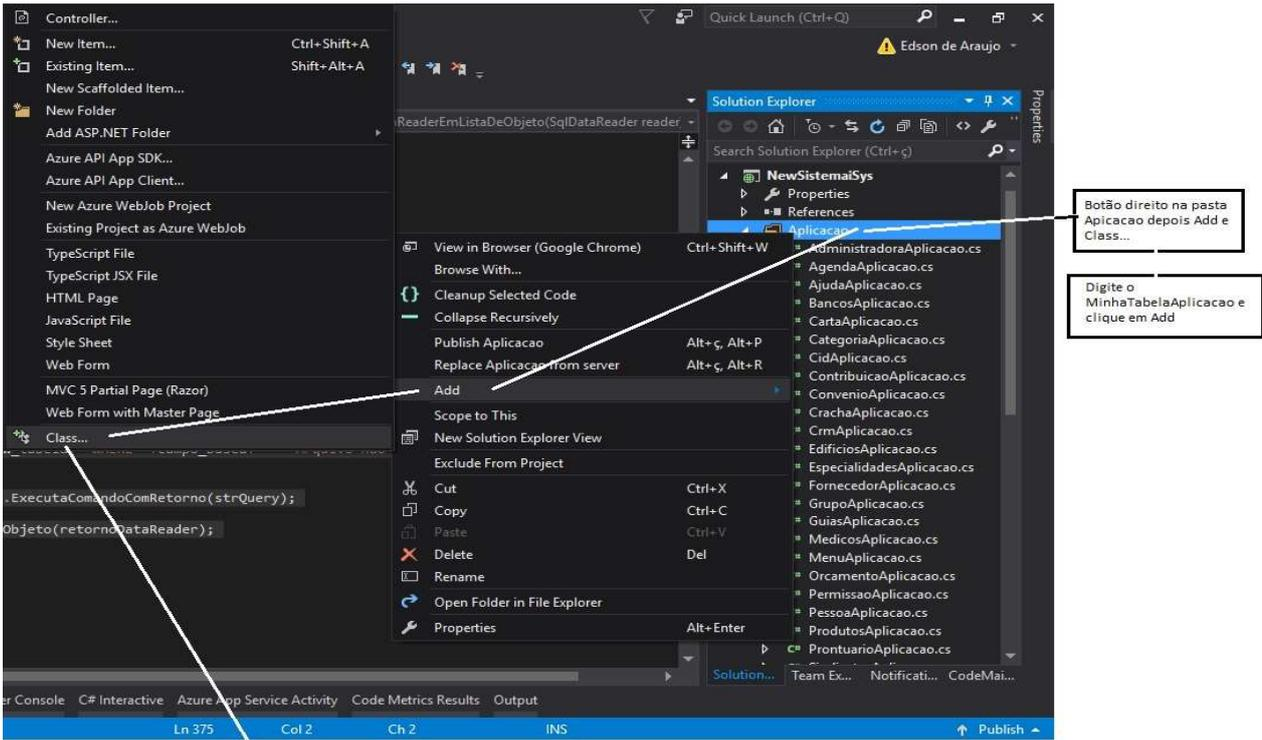 Controller...
New Item... Ctrl+Shift+A
Existing Item... Shift+Alt+A
New Scaffolded Item...
New Folder
Add ASP.NET Folder
Azure API App SDK...
Azure API App Client...
New Azure WebJob Project
Existing Project as Azure WebJob
TypeScript File
TypeScript JSX File
HTML Page
JavaScript File
Style Sheet
Web Form
MVC 5 Partial Page (Razor)
Web Form with Master Page
Class...
.ExecutaComandoComRetorno(strQuery);
Objeto(retornoDataReader);
Quick Launch (Ctrl+Q)
Edson de Araujo
ReaderEmListaDeObjeto(SqlDataReader reader)
View in Browser (Google Chrome) Ctrl+Shift+W
Browse With...
Cleanup Selected Code
Collapse Recursively
Publish Aplicacao Alt+ç, Alt+P
Replace Aplicacao from server Alt+ç, Alt+R
Add
Scope to This
New Solution Explorer View
Exclude From Project
Cut Ctrl+X
Copy Ctrl+C
Paste Ctrl+V
Delete Del
Rename
Open Folder in File Explorer
Properties Alt+Enter
Solution Explorer
Search Solution Explorer (Ctrl+ç)
NewSistemaiSys
Properties
References
Aplicacao
AdministradoraAplicacao.cs
AgendaAplicacao.cs
AjudaAplicacao.cs
BancosAplicacao.cs
CartaAplicacao.cs
CategoriaAplicacao.cs
CidAplicacao.cs
ContribuicaoAplicacao.cs
ConvenioAplicacao.cs
CrachaAplicacao.cs
CrmAplicacao.cs
EdificiosAplicacao.cs
EspecialidadesAplicacao.cs
FornecedorAplicacao.cs
GrupoAplicacao.cs
GuiasAplicacao.cs
MedicosAplicacao.cs
MenuAplicacao.cs
OrcamentoAplicacao.cs
PermissaoAplicacao.cs
PessoaAplicacao.cs
ProdutosAplicacao.cs
C# ProntuarioAplicacao.cs
Solution... Team Ex... Notificati... CodeMai...
Properties
Botão direito na pasta
Apicacao depois Add e
Class...
Digite o
MinhaTabelaAplicacao e
clique em Add
er Console C# Interactive Azure App Service Activity Code Metrics Results Output
Ln 375 Col 2 Ch 2 INS Publish